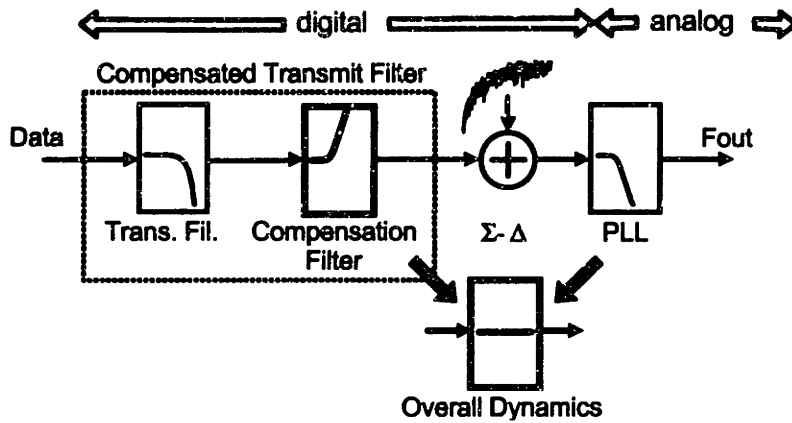 digital
analog
Compensated Transmit Filter
Data
Fout
Trans. Fil.
Compensation
Filter
Σ- Δ
PLL
Overall Dynamics